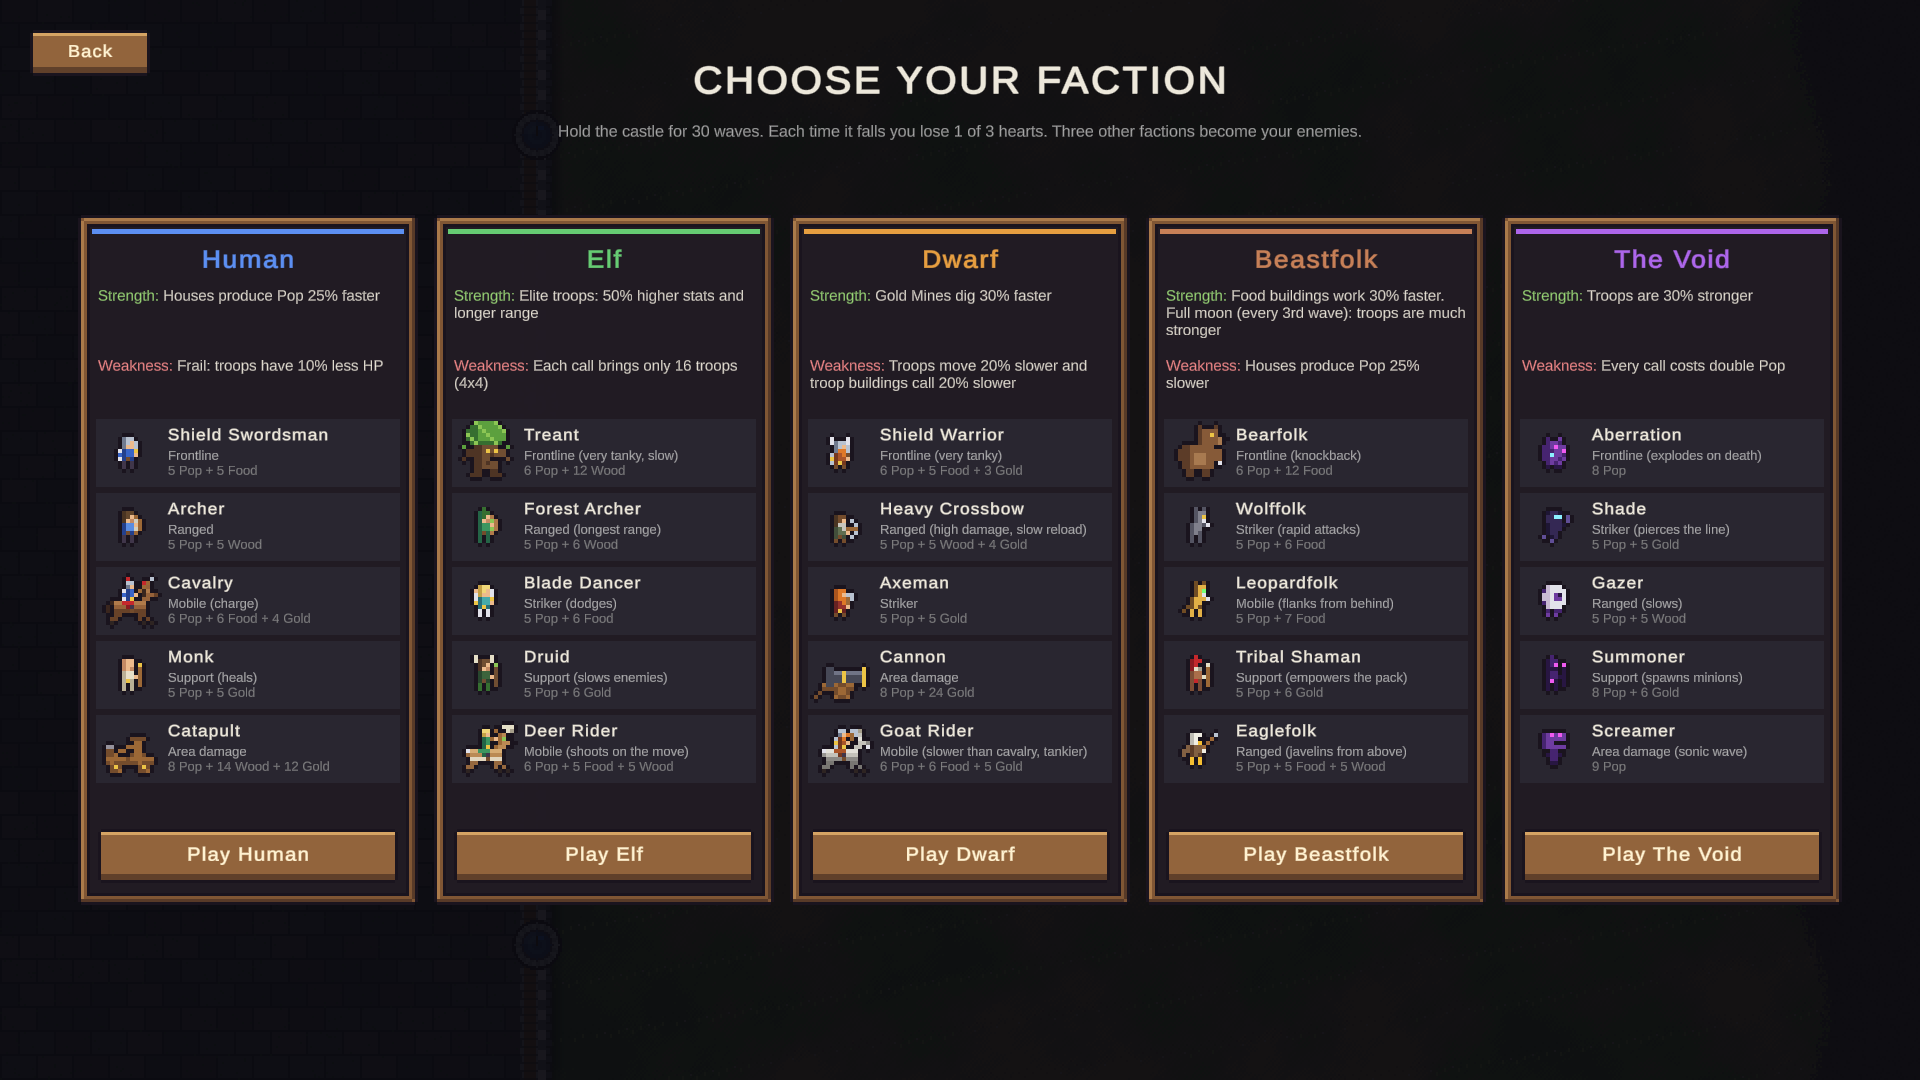 Back
CHOOSE YOUR FACTION
Hold the castle for 30 waves. Each time it falls you lose 1 of 3 hearts. Three other factions become your enemies.
Human
Strength: Houses produce Pop 25% faster
Weakness: Frail: troops have 10% less HP
Shield Swordsman
Frontline
5 Pop + 5 Food
Archer
Ranged
5 Pop + 5 Wood
Cavalry
Mobile (charge)
6 Pop + 6 Food + 4 Gold
Monk
Support (heals)
5 Pop + 5 Gold
Catapult
Area damage
8 Pop + 14 Wood + 12 Gold
Play Human
Elf
Strength: Elite troops: 50% higher stats and
longer range
Weakness: Each call brings only 16 troops
(4x4)
Treant
Frontline (very tanky, slow)
6 Pop + 12 Wood
Forest Archer
Ranged (longest range)
5 Pop + 6 Wood
Blade Dancer
Striker (dodges)
5 Pop + 6 Food
Druid
Support (slows enemies)
5 Pop + 6 Gold
Deer Rider
Mobile (shoots on the move)
6 Pop + 5 Food + 5 Wood
Play Elf
Dwarf
Strength: Gold Mines dig 30% faster
Weakness: Troops move 20% slower and
troop buildings call 20% slower
Shield Warrior
Frontline (very tanky)
6 Pop + 5 Food + 3 Gold
Heavy Crossbow
Ranged (high damage, slow reload)
5 Pop + 5 Wood + 4 Gold
Axeman
Striker
5 Pop + 5 Gold
Cannon
Area damage
8 Pop + 24 Gold
Goat Rider
Mobile (slower than cavalry, tankier)
6 Pop + 6 Food + 5 Gold
Play Dwarf
Beastfolk
Strength: Food buildings work 30% faster.
Full moon (every 3rd wave): troops are much
stronger
Weakness: Houses produce Pop 25%
slower
Bearfolk
Frontline (knockback)
6 Pop + 12 Food
Wolffolk
Striker (rapid attacks)
5 Pop + 6 Food
Leopardfolk
Mobile (flanks from behind)
5 Pop + 7 Food
Tribal Shaman
Support (empowers the pack)
5 Pop + 6 Gold
Eaglefolk
Ranged (javelins from above)
5 Pop + 5 Food + 5 Wood
Play Beastfolk
The Void
Strength: Troops are 30% stronger
Weakness: Every call costs double Pop
Aberration
Frontline (explodes on death)
8 Pop
Shade
Striker (pierces the line)
5 Pop + 5 Gold
Gazer
Ranged (slows)
5 Pop + 5 Wood
Summoner
Support (spawns minions)
8 Pop + 6 Gold
Screamer
Area damage (sonic wave)
9 Pop
Play The Void